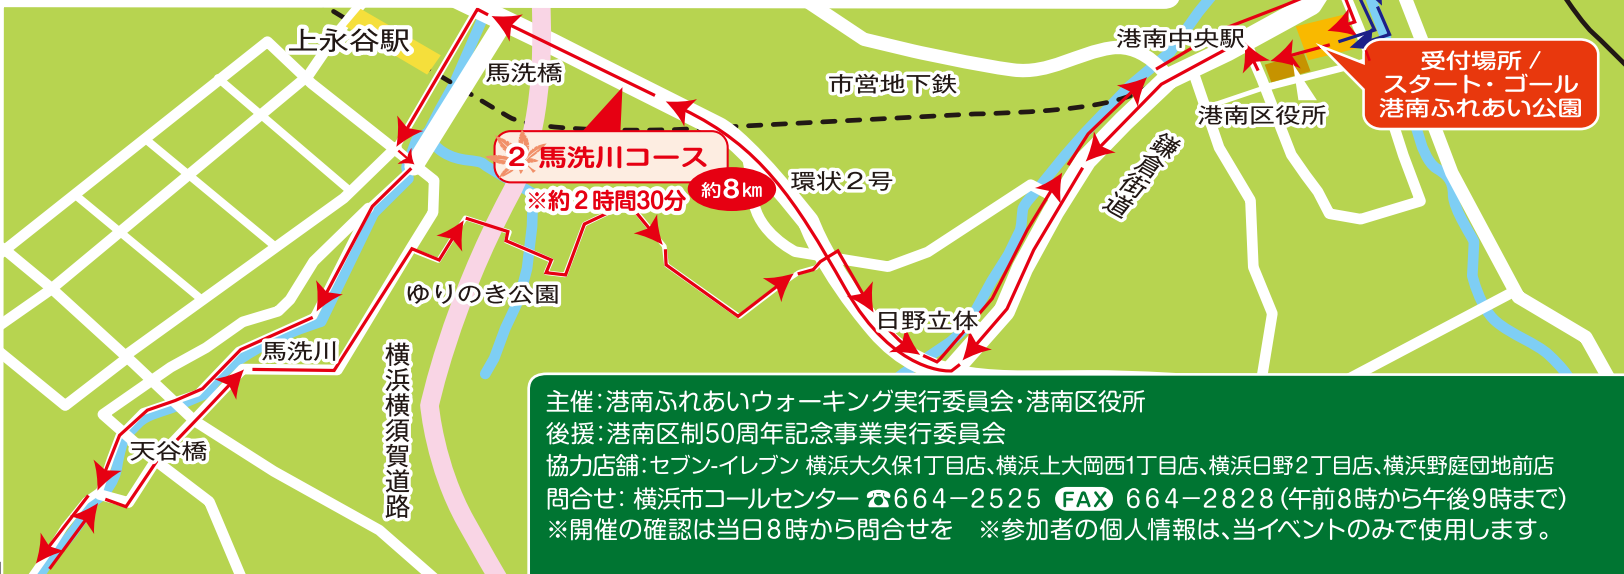 上永谷駅
馬洗橋
市営地下鉄
港南中央駅
受付場所/
スタート・ゴール
港南ふれあい公園
港南区役所
鎌倉街道
2 馬洗川コース
約8km
※約2時間30分
環状2号
ゆりのき公園
日野立体
馬洗川
横浜横須賀道路
天谷橋
主催:港南ふれあいウォーキング実行委員会・港南区役所
後援:港南区制50周年記念事業実行委員会
協力店舗:セブン-イレブン 横浜大久保1丁目店、横浜上大岡西1丁目店、横浜日野2丁目店、横浜野庭団地前店
問合せ: 横浜市コールセンター ☎664-2525 FAX 664-2828(午前8時から午後9時まで)
※開催の確認は当日8時から問合せを ※参加者の個人情報は、当イベントのみで使用します。